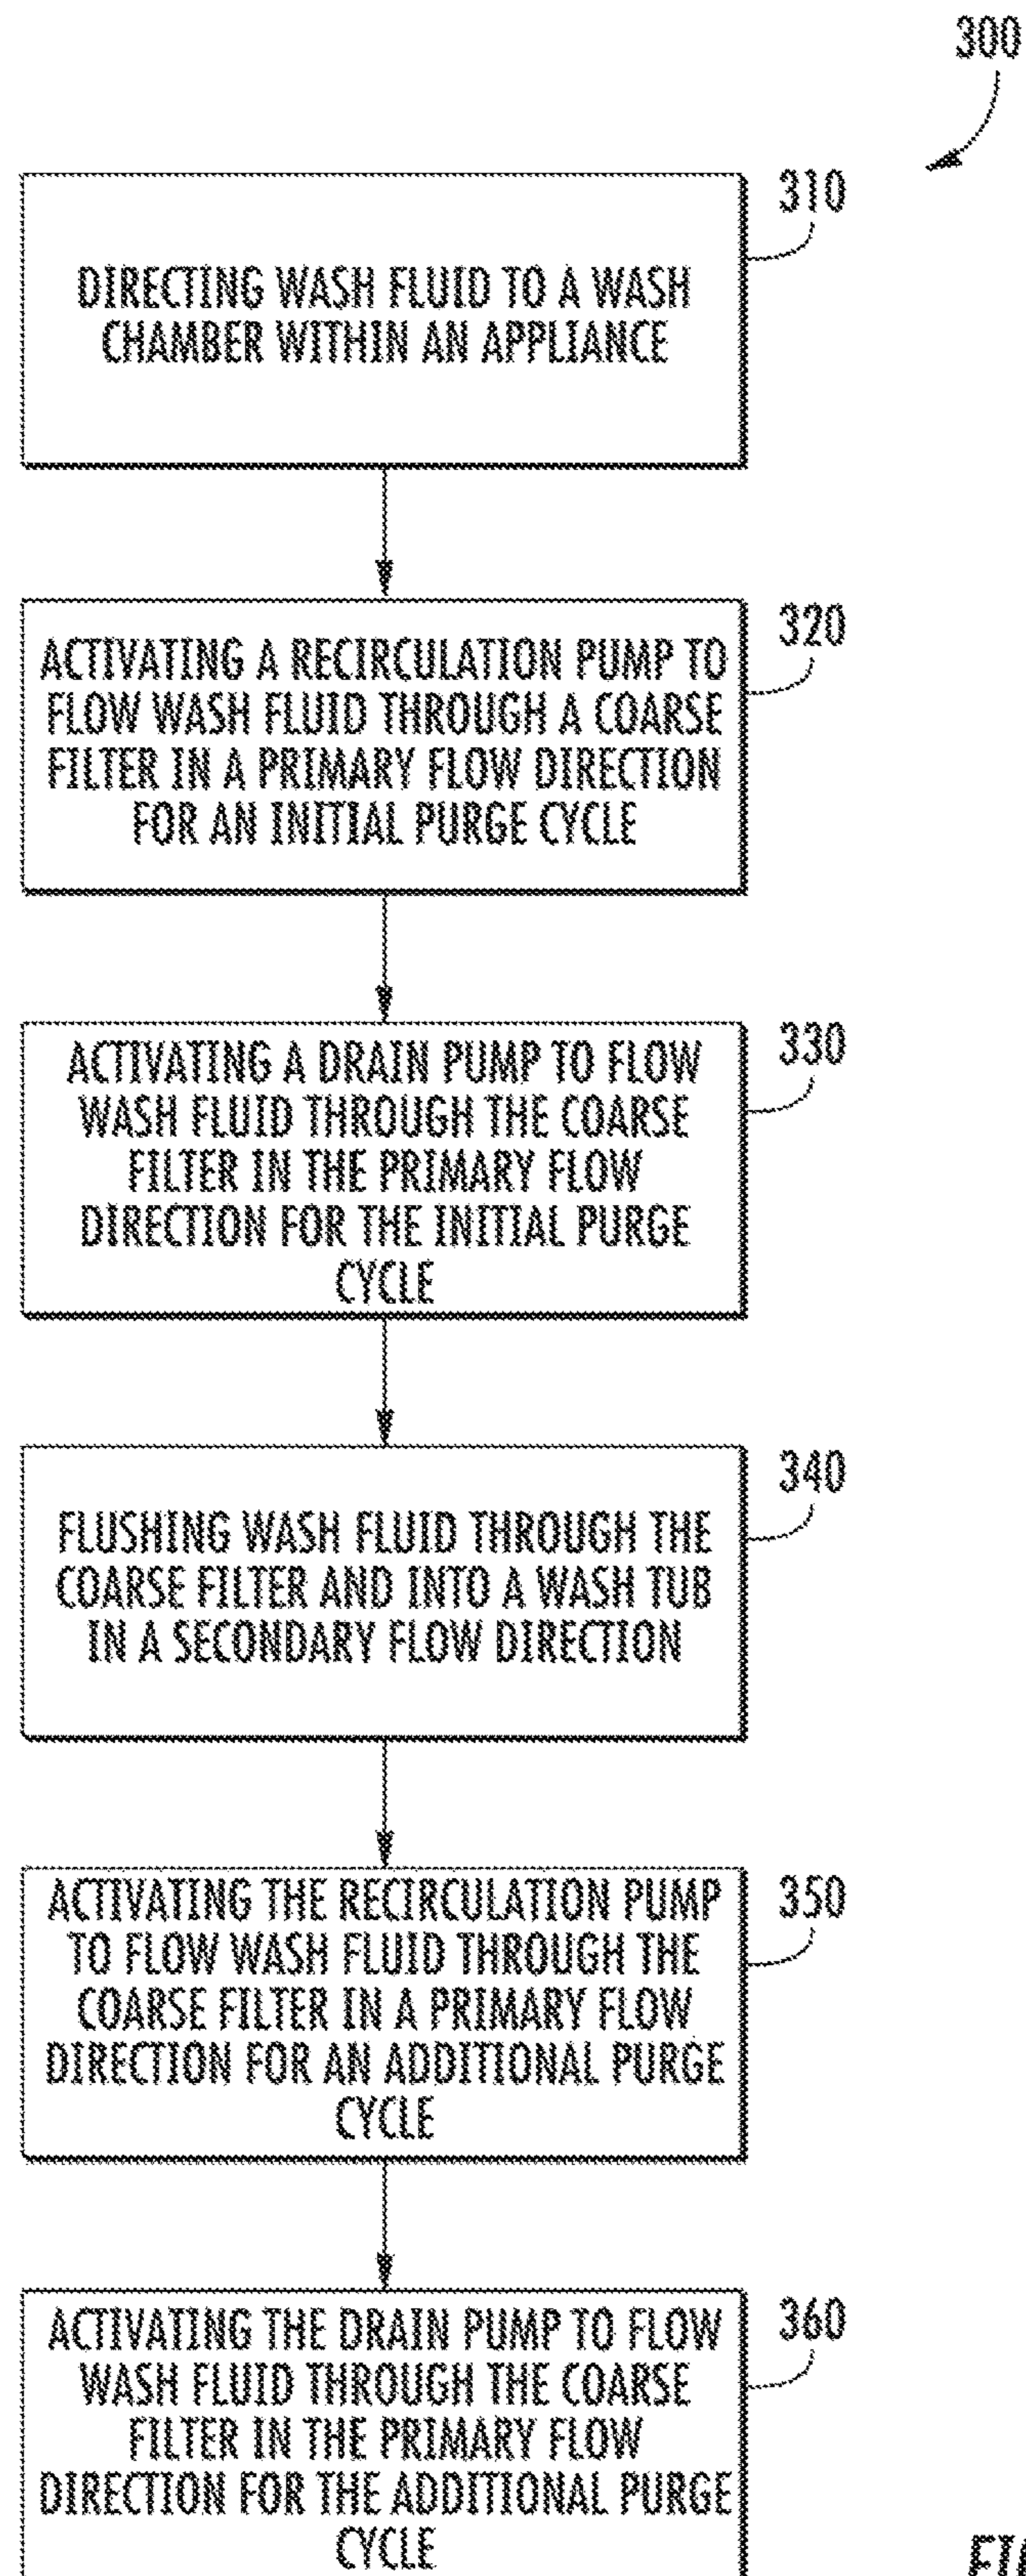 300
310
DIRECTING WASH FLUID TO A WASH
CHAMBER WITHIN AN APPLIANCE
320
ACTIVATING A RECIRCULATION PUMP TO
FLOW WASH FLUID THROUGH A COARSE
FILTER IN A PRIMARY FLOW DIRECTION
FOR AN INITIAL PURGE CYCLE
330
ACTIVATING A DRAIN PUMP TO FLOW
WASH FLUID THROUGH THE COARSE
FILTER IN THE PRIMARY FLOW
DIRECTION FOR THE INITIAL PURGE
CYCLE
340
FLUSHING WASH FLUID THROUGH THE
COARSE FILTER AND INTO A WASH TUB
IN A SECONDARY FLOW DIRECTION
350
ACTIVATING THE RECIRCULATION PUMP
TO FLOW WASH FLUID THROUGH THE
COARSE FILTER IN A PRIMARY FLOW
DIRECTION FOR AN ADDITIONAL PURGE
CYCLE
360
ACTIVATING THE DRAIN PUMP TO FLOW
WASH FLUID THROUGH THE COARSE
FILTER IN THE PRIMARY FLOW
DIRECTION FOR THE ADDITIONAL PURGE
CYCLE